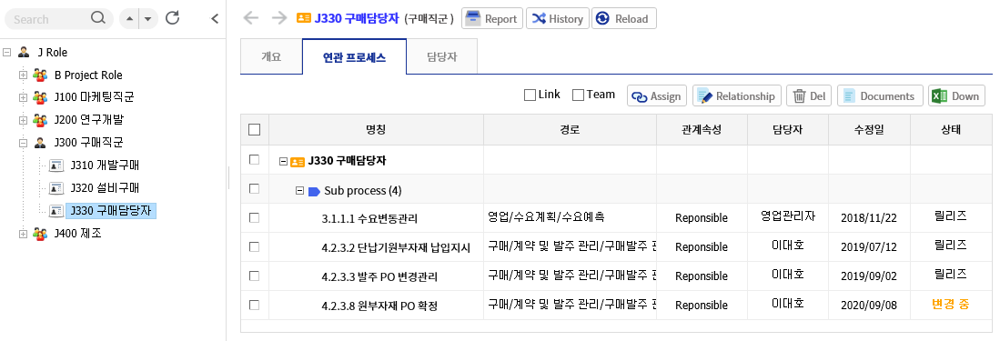 Search
J Role
B Project Role
J100 마케팅직군
J200 연구개발
J300 구매직군
J310 개발구매
J320 설비구매
J330 구매담당자
J400 제조
J330 구매담당자 (구매직군 ) Report History Reload
개요 연관 프로세스 담당자
Link Team Assign Relationship Del Documents Down
명칭 경로 관계속성 담당자 수정일 상태
J330 구매담당자
Sub process (4)
3.1.1.1 수요변동관리 영업/수요계획/수요예측 Reponsible 영업관리자 2018/11/22 릴리즈
4.2.3.2 단납기원부자재 납입지시 구매/계약 및 발주 관리/구매발주 Reponsible 이대호 2019/07/12 릴리즈
4.2.3.3 발주 PO 변경관리 구매/계약 및 발주 관리/구매발주 Reponsible 이대호 2019/09/02 릴리즈
4.2.3.8 원부자재 PO 확정 구매/계약 및 발주 관리/구매발주 Reponsible 이대호 2020/09/08 변경 중